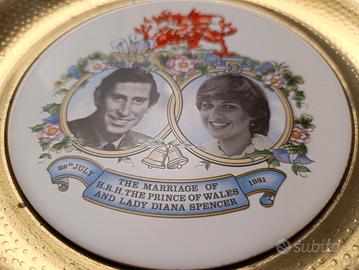 29th JULY
THE MARRIAGE OF
H.R.H. THE PRINCE OF WALES
AND LADY DIANA SPENCER
1981
subito